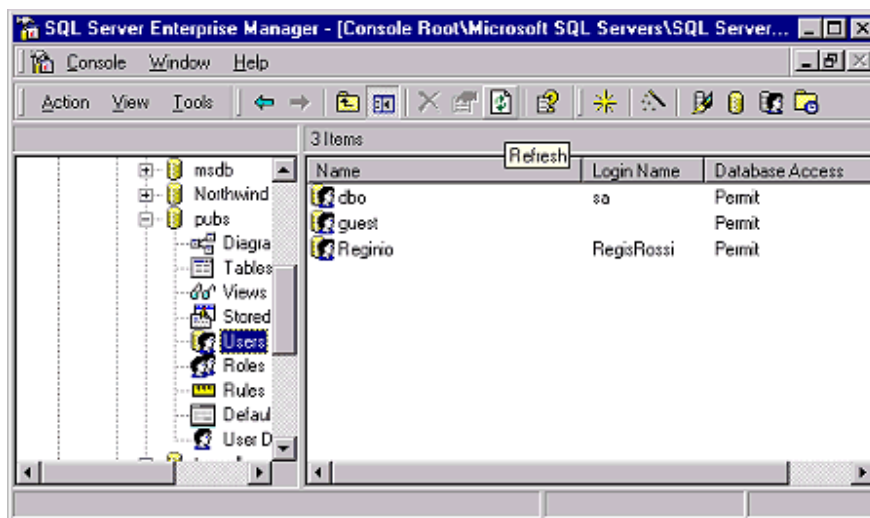 SQL Server Enterprise Manager - [Console Root\Microsoft SQL Servers\SQL Server...
Console Window Help
Action View Tools
3 Items
Refresh
Name Login Name Database Access
msdb
Northwind
pubs
Diagra
Tables
Views
Stored
Users
Roles
Rules
Defaul
User D
dbo sa Permit
guest Permit
Reginio RegisRossi Permit